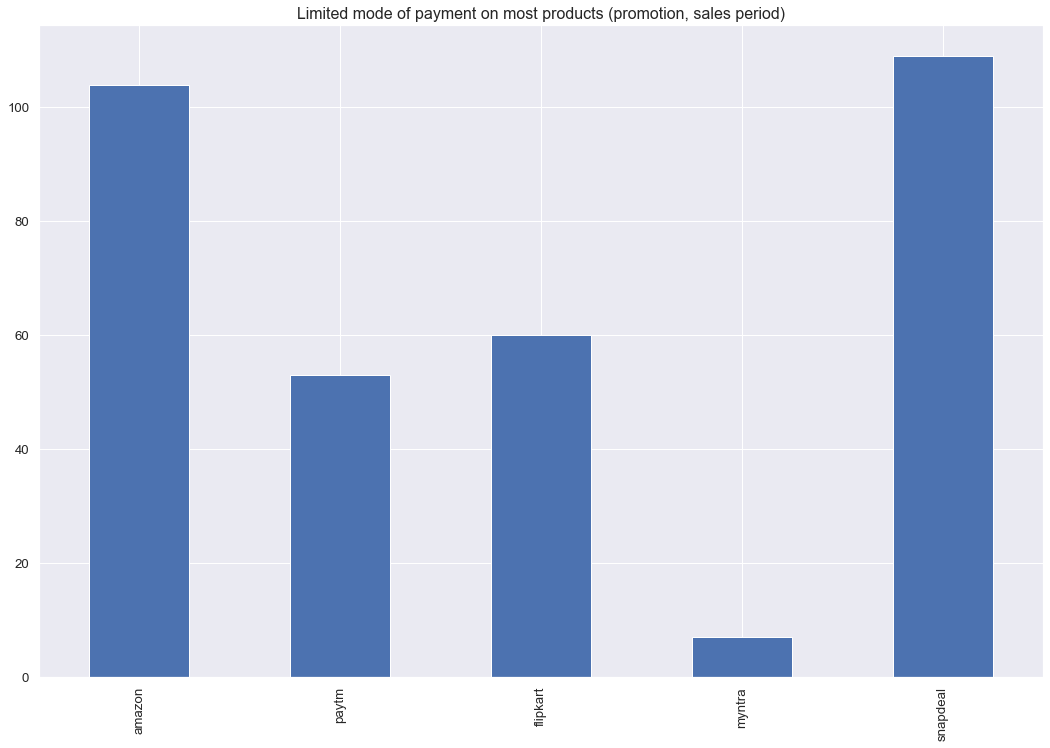 Limited mode of payment on most products (promotion, sales period)
100
80
60
40
20
0
amazon
paytm
flipkart
myntra
snapdeal